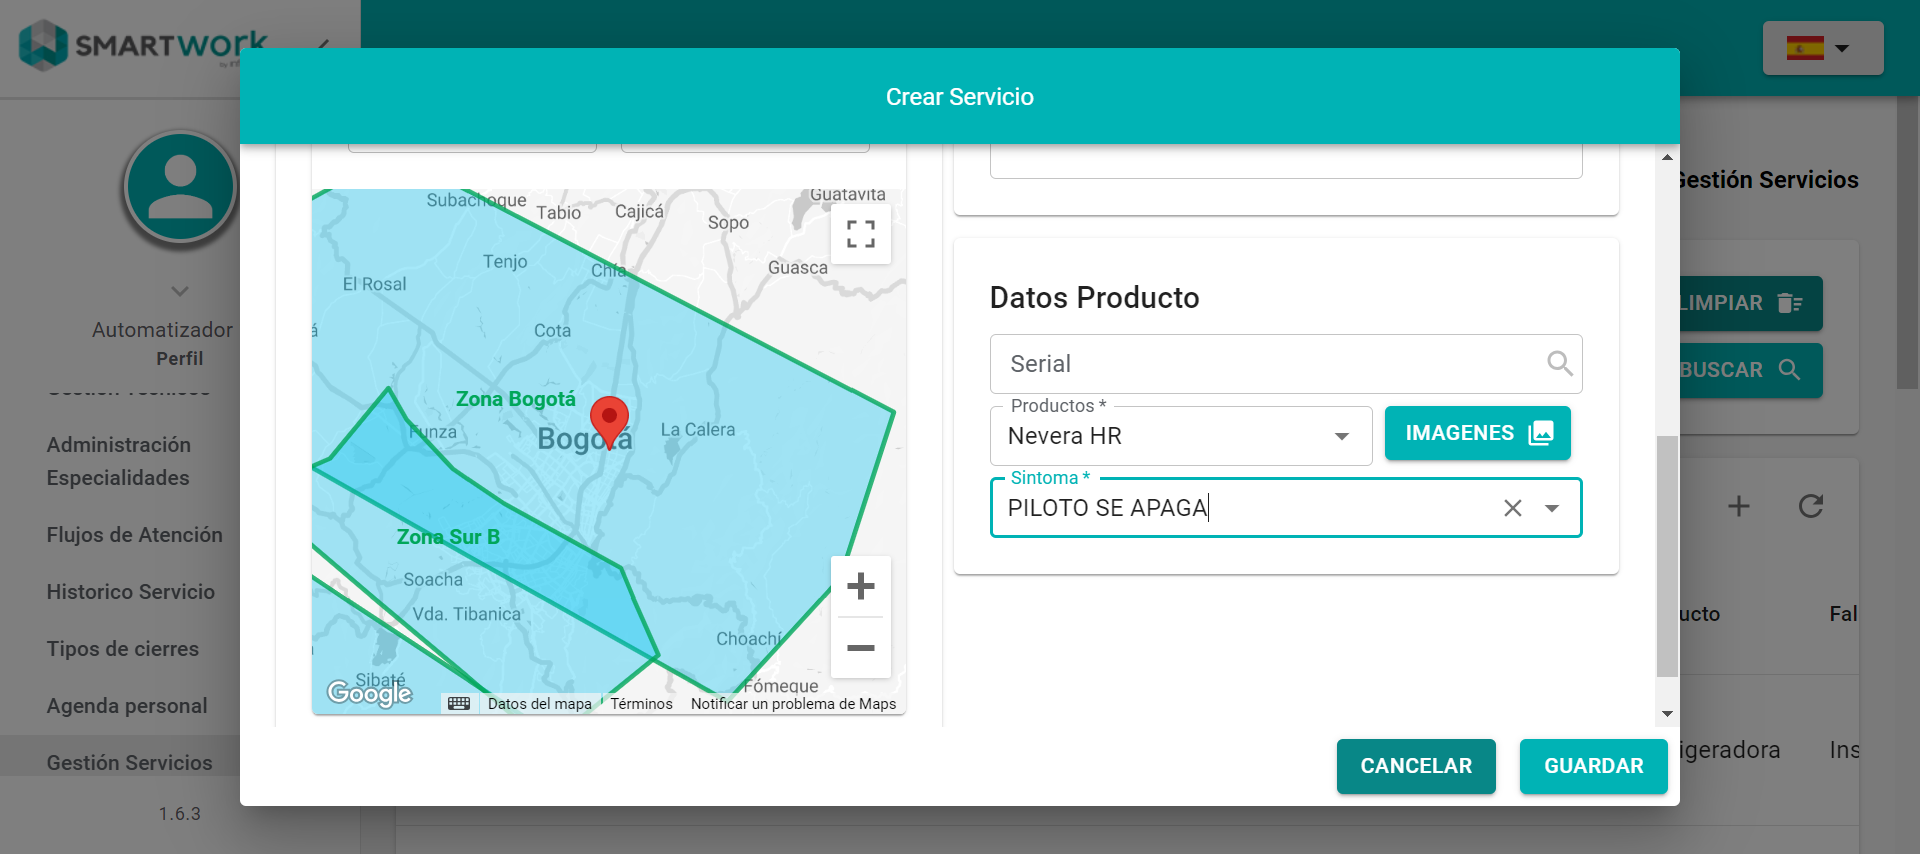 SMARTWORK
Crear Servicio
Gestión Servicios
Automatizador
Perfil
Administración
Especialidades
Flujos de Atención
Historico Servicio
Tipos de cierres
Agenda personal
Gestión Servicios
1.6.3
Subachoque
Tabio
Cajicá
Sopo
Guatavita
Tenjo
Chía
Guasca
El Rosal
Cota
Zona Bogotá
Funza
Bogotá
La Calera
Zona Sur B
Soacha
Vda. Tibanica
Choachí
Sibaté
Fómeque
Google
Datos del mapa
Términos
Notificar un problema de Maps
Datos Producto
Serial
Productos *
Nevera HR
IMAGENES
Sintoma *
PILOTO SE APAGA
CANCELAR
GUARDAR
LIMPIAR
BUSCAR
ucto
Fal
igeradora
Ins